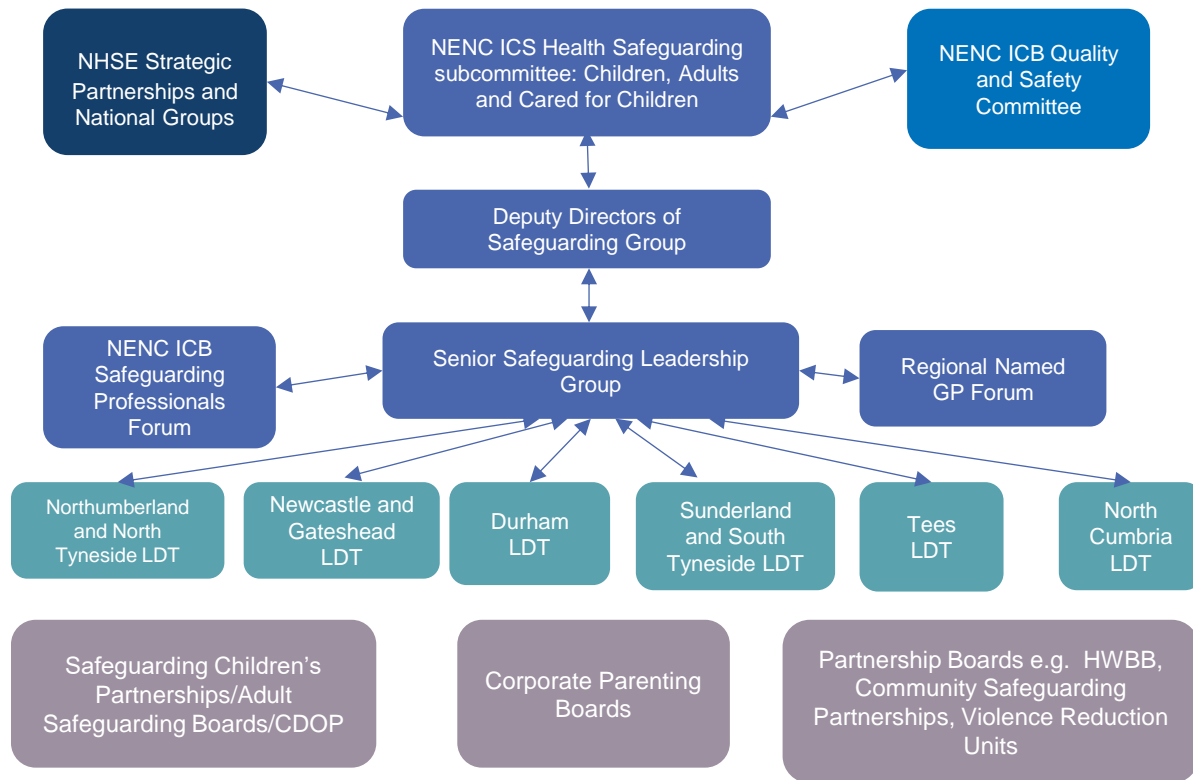 NHSE Strategic
Partnerships and
National Groups
NENC ICS Health Safeguarding
subcommittee: Children, Adults
and Cared for Children
NENC ICB Quality
and Safety
Committee
Deputy Directors of
Safeguarding Group
NENC ICB
Safeguarding
Professionals
Forum
Senior Safeguarding Leadership
Group
Regional Named
GP Forum
Northumberland
and North
Tyneside LDT
Newcastle and
Gateshead
LDT
Durham
LDT
Sunderland
and South
Tyneside LDT
Tees
LDT
North
Cumbria
LDT
Safeguarding Children’s
Partnerships/Adult
Safeguarding Boards/CDOP
Corporate Parenting
Boards
Partnership Boards e.g. HWBB,
Community Safeguarding
Partnerships, Violence Reduction
Units